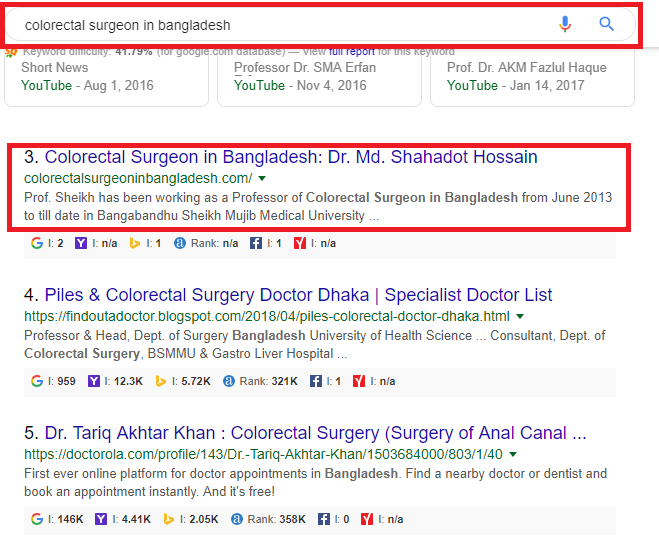 colorectal surgeon in bangladesh
Keyword difficulty: 41.79% (for google.com database) — View full report for this keyword
Short News
YouTube - Aug 1, 2016
Professor Dr. SMA Erfan
YouTube - Nov 4, 2016
Prof. Dr. AKM Fazlul Haque
YouTube - Jan 14, 2017
3. Colorectal Surgeon in Bangladesh: Dr. Md. Shahadot Hossain
colorectalsurgeoninbangladesh.com/
Prof. Sheikh has been working as a Professor of Colorectal Surgeon in Bangladesh from June 2013
to till date in Bangabandhu Sheikh Mujib Medical University ...
G I: 2 Y I: n/a b I: 1 a Rank: n/a f I: 1 Y I: n/a
4. Piles & Colorectal Surgery Doctor Dhaka | Specialist Doctor List
https://findoutadoctor.blogspot.com/2018/04/piles-colorectal-doctor-dhaka.html
Professor & Head, Dept. of Surgery Bangladesh University of Health Science ... Consultant, Dept. of
Colorectal Surgery, BSMMU & Gastro Liver Hospital ...
G I: 959 Y I: 12.3K b I: 5.72K a Rank: 321K f I: 1 Y I: n/a
5. Dr. Tariq Akhtar Khan : Colorectal Surgery (Surgery of Anal Canal ...
https://doctorola.com/profile/143/Dr.-Tariq-Akhtar-Khan/1503684000/803/1/40
First ever online platform for doctor appointments in Bangladesh. Find a nearby doctor or dentist and
book an appointment instantly. And it's free!
G I: 146K Y I: 4.41K b I: 2.05K a Rank: 358K f I: 0 Y I: n/a